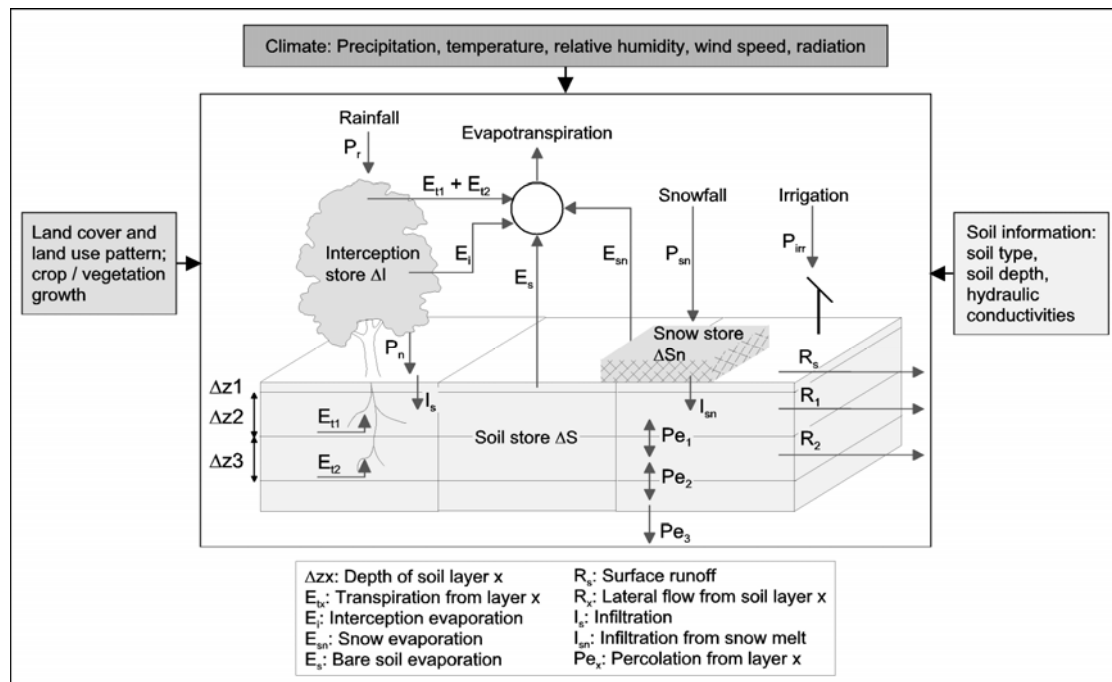 Climate: Precipitation, temperature, relative humidity, wind speed, radiation
Rainfall
Pr
Evapotranspiration
Et1 + Et2
Snowfall
Irrigation
Land cover and
land use pattern;
crop / vegetation
growth
Interception
store ΔI
Ei
Es
Esn
Psn
Pirr
Soil information:
soil type,
soil depth,
hydraulic
conductivities
Snow store
ΔSn
Pn
Rs
Δz1
Is
Isn
R1
Δz2
Et1
Soil store ΔS
Pe1
R2
Δz3
Et2
Pe2
Pe3
Δzx: Depth of soil layer x
Etx: Transpiration from layer x
Ei: Interception evaporation
Esn: Snow evaporation
Es: Bare soil evaporation
Rs: Surface runoff
Rx: Lateral flow from soil layer x
Is: Infiltration
Isn: Infiltration from snow melt
Pex: Percolation from layer x